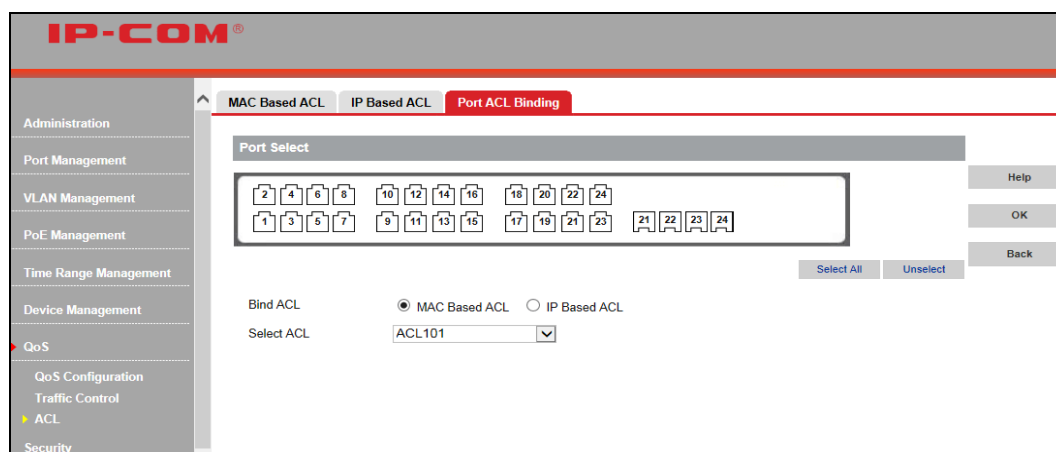 IP-COM®
MAC Based ACL IP Based ACL Port ACL Binding
Administration
Port Management
VLAN Management
PoE Management
Time Range Management
Device Management
QoS
QoS Configuration
Traffic Control
ACL
Security
Port Select
2 4 6 8 10 12 14 16 18 20 22 24
1 3 5 7 9 11 13 15 17 19 21 23 21 22 23 24
Select All Unselect
Bind ACL MAC Based ACL IP Based ACL
Select ACL ACL101
Help
OK
Back